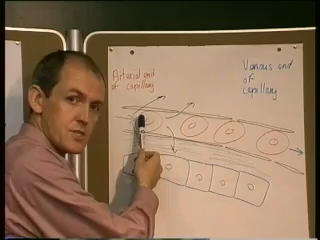 Arterial end
of capillary
Venous end
of
capillary